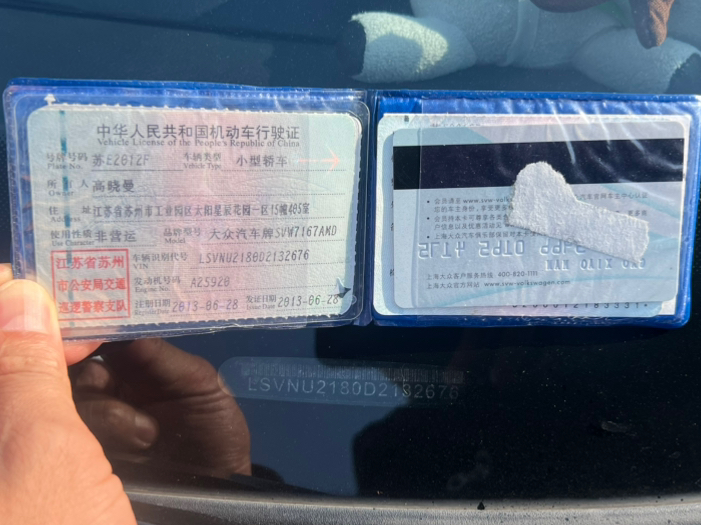 中华人民共和国机动车行驶证
Vehicle License of the People's Republic of China
号牌号码 苏E2012F 车辆类型 小型轿车
Plate No. Vehicle Type
所有人 高晓曼
Owner
住址 江苏省苏州市工业园区太阳星辰花园一区15幢405室
Address
使用性质 非营运 品牌型号 大众汽车牌SVW7167AMD
Use Character Model
车辆识别代号 LSVNU2180D2132676
VIN
发动机号码 A25920
Engine No.
注册日期 2013-06-28 发证日期 2013-06-28
Register Date Issue Date
江苏省苏州
市公安局交通
巡逻警察支队
上海大众客户服务热线 400-820-1111
上海大众官方网站 www.svw-volkswagen.com
LSVNU2180D2132676